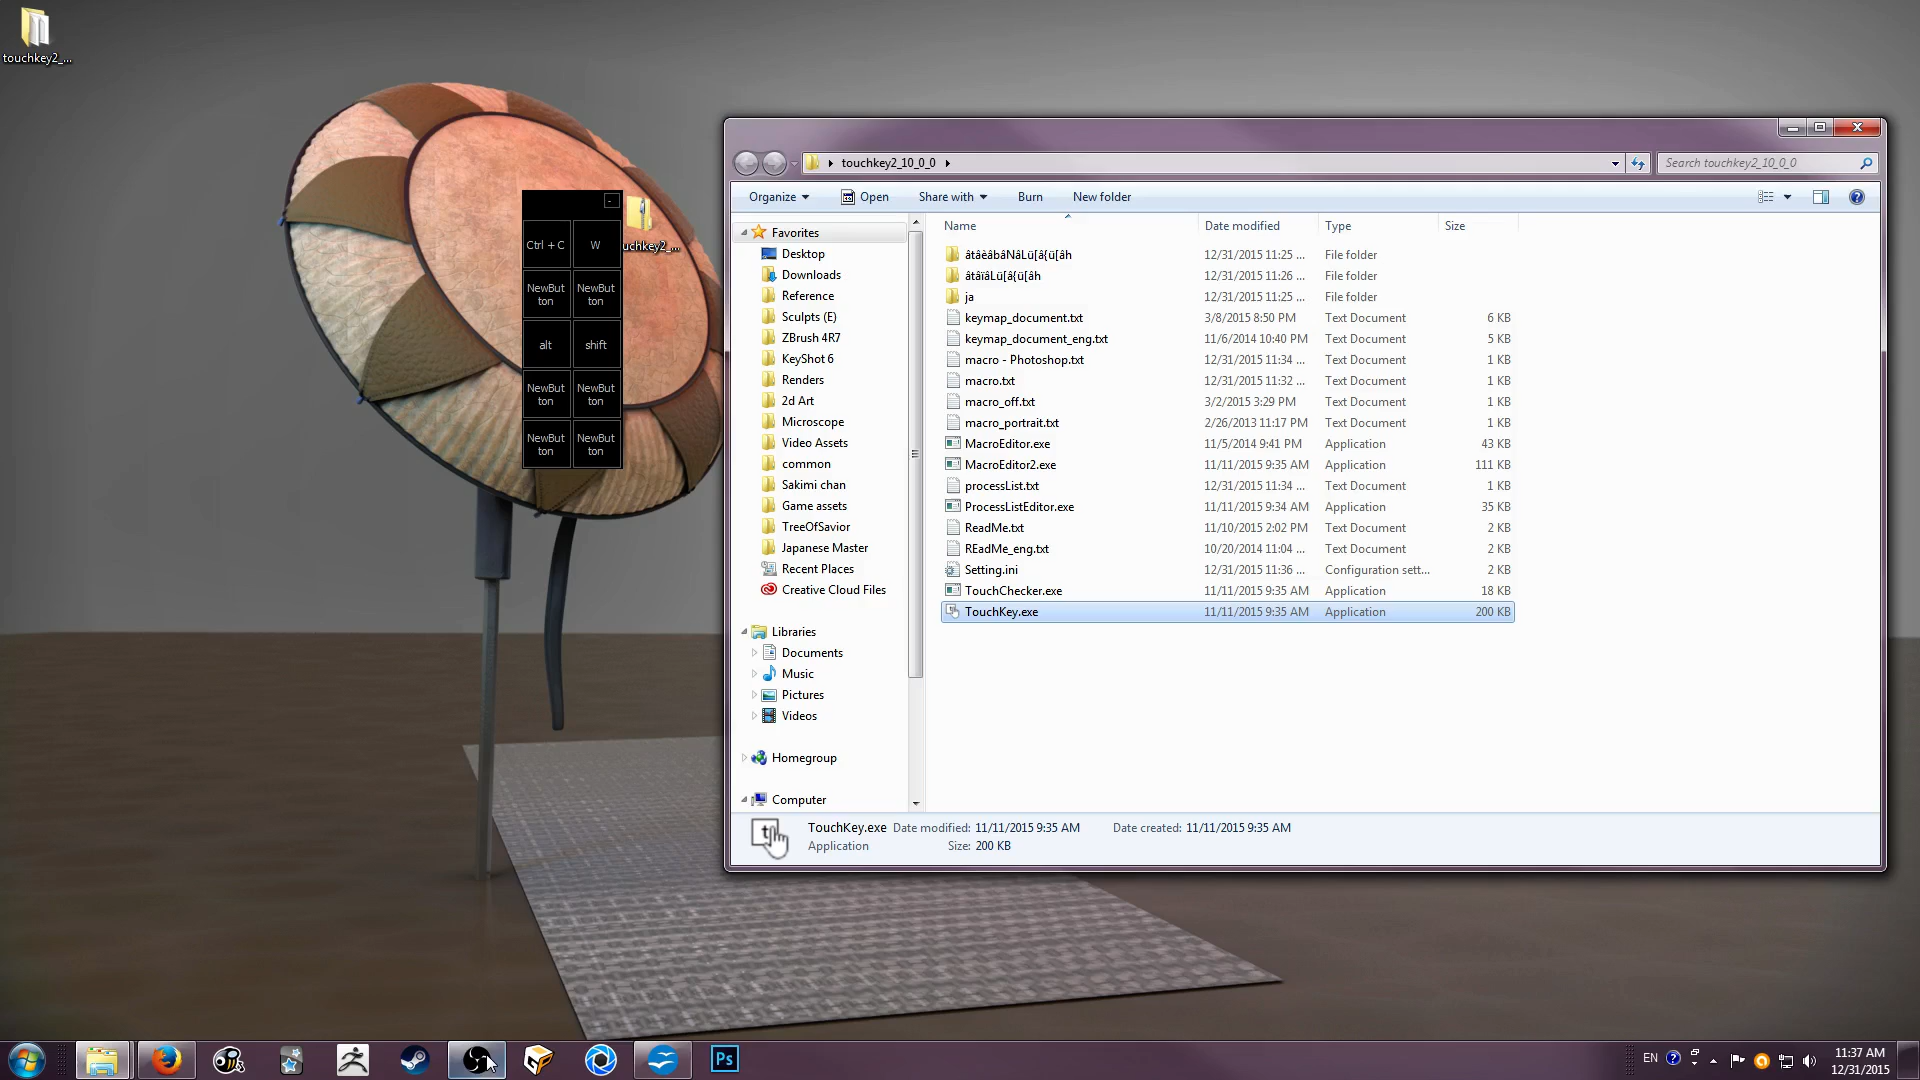 touchkey2_...
-
Ctrl + C
W
uchkey2_...
NewBut
ton
NewBut
ton
alt
shift
NewBut
ton
NewBut
ton
NewBut
ton
NewBut
ton
touchkey2_10_0_0
Search touchkey2_10_0_0
Organize
Open
Share with
Burn
New folder
Favorites
Desktop
Downloads
Reference
Sculpts (E)
ZBrush 4R7
KeyShot 6
Renders
2d Art
Microscope
Video Assets
common
Sakimi chan
Game assets
TreeOfSavior
Japanese Master
Recent Places
Creative Cloud Files
Libraries
Documents
Music
Pictures
Videos
Homegroup
Computer
Name Date modified Type Size
12/31/2015 11:25 ... File folder
12/31/2015 11:26 ... File folder
ja 12/31/2015 11:25 ... File folder
keymap_document.txt 3/8/2015 8:50 PM Text Document 6 KB
keymap_document_eng.txt 11/6/2014 10:40 PM Text Document 5 KB
macro - Photoshop.txt 12/31/2015 11:34 ... Text Document 1 KB
macro.txt 12/31/2015 11:32 ... Text Document 1 KB
macro_off.txt 3/2/2015 3:29 PM Text Document 1 KB
macro_portrait.txt 2/26/2013 11:17 PM Text Document 1 KB
MacroEditor.exe 11/5/2014 9:41 PM Application 43 KB
MacroEditor2.exe 11/11/2015 9:35 AM Application 111 KB
processList.txt 12/31/2015 11:34 ... Text Document 1 KB
ProcessListEditor.exe 11/11/2015 9:34 AM Application 35 KB
ReadMe.txt 11/10/2015 2:02 PM Text Document 2 KB
REadMe_eng.txt 10/20/2014 11:04 ... Text Document 2 KB
Setting.ini 12/31/2015 11:36 ... Configuration sett... 2 KB
TouchChecker.exe 11/11/2015 9:35 AM Application 18 KB
TouchKey.exe 11/11/2015 9:35 AM Application 200 KB
TouchKey.exe Date modified: 11/11/2015 9:35 AM Date created: 11/11/2015 9:35 AM
Application Size: 200 KB
Ps
EN
11:37 AM
12/31/2015